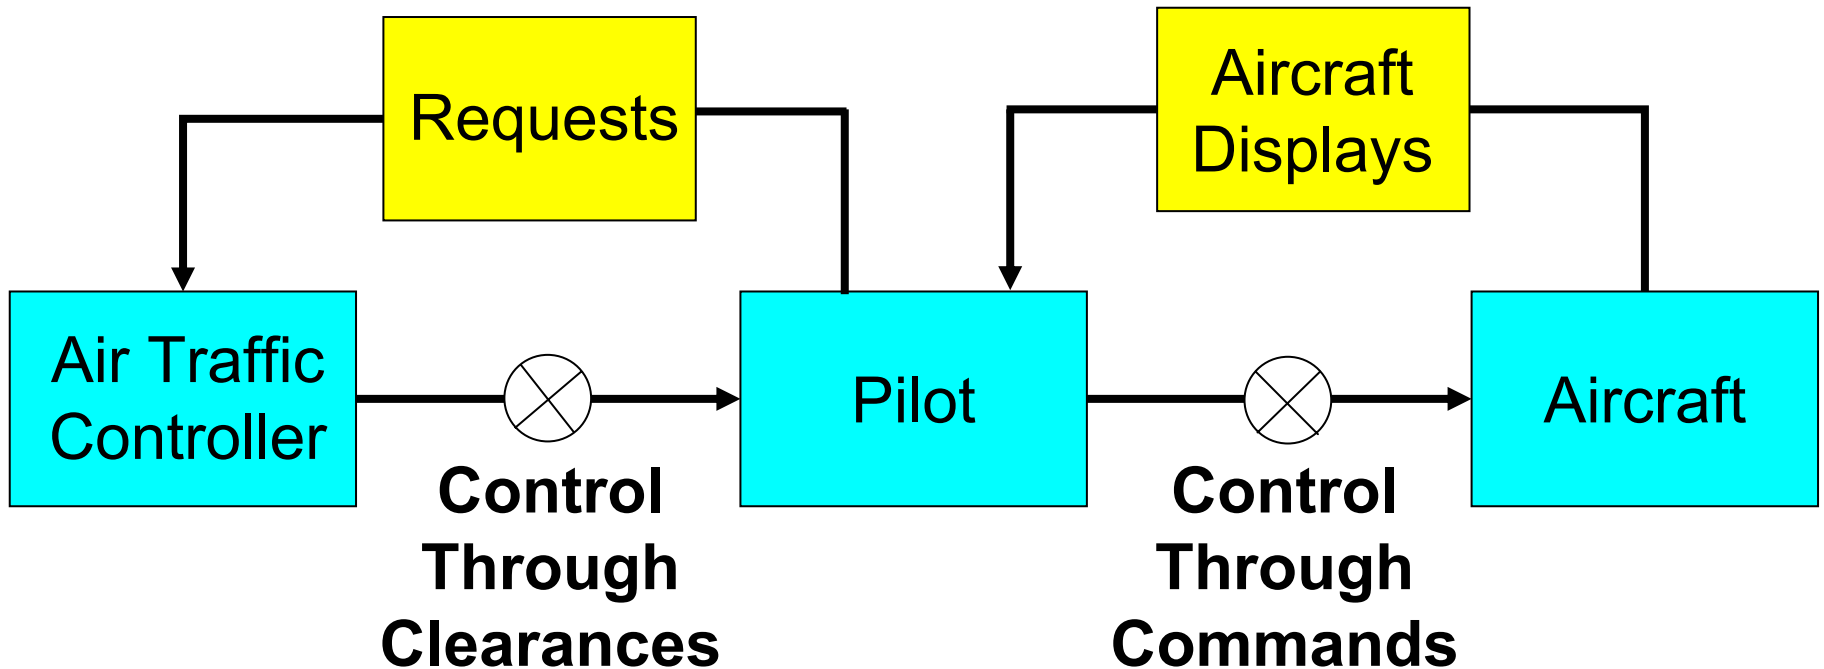 Requests
Aircraft
Displays
Air Traffic
Controller
Pilot
Aircraft
Control
Through
Clearances
Control
Through
Commands